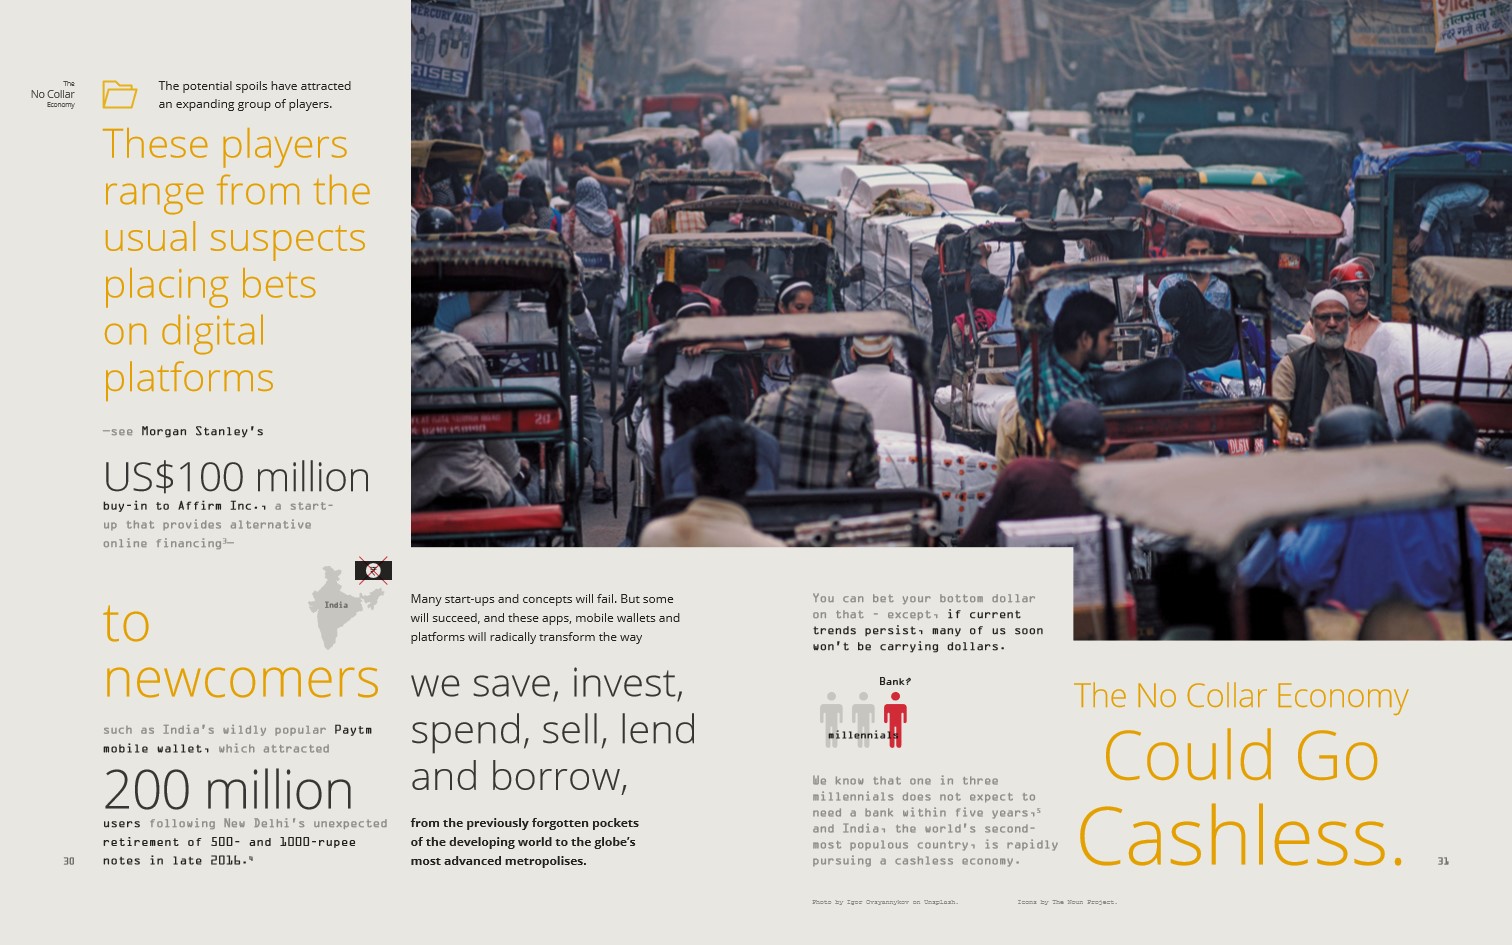 The
No Collar
Economy
The potential spoils have attracted
an expanding group of players.
These players
range from the
usual suspects
placing bets
on digital
platforms
—see Morgan Stanley's
US$100 million
buy-in to Affirm Inc., a start-
up that provides alternative
online financing³—
India
to
newcomers
such as India's wildly popular Paytm
mobile wallet, which attracted
200 million
users following New Delhi's unexpected
retirement of 500- and 1000-rupee
notes in late 2016.⁴
30
Many start-ups and concepts will fail. But some
will succeed, and these apps, mobile wallets and
platforms will radically transform the way
we save, invest,
spend, sell, lend
and borrow,
from the previously forgotten pockets
of the developing world to the globe's
most advanced metropolises.
You can bet your bottom dollar
on that - except, if current
trends persist, many of us soon
won't be carrying dollars.
Bank?
millennials
We know that one in three
millennials does not expect to
need a bank within five years,⁵
and India, the world's second-
most populous country, is rapidly
pursuing a cashless economy.
Photo by Igor Ovsyannykov on Unsplash.
Icons by The Noun Project.
The No Collar Economy
Could Go
Cashless.
31